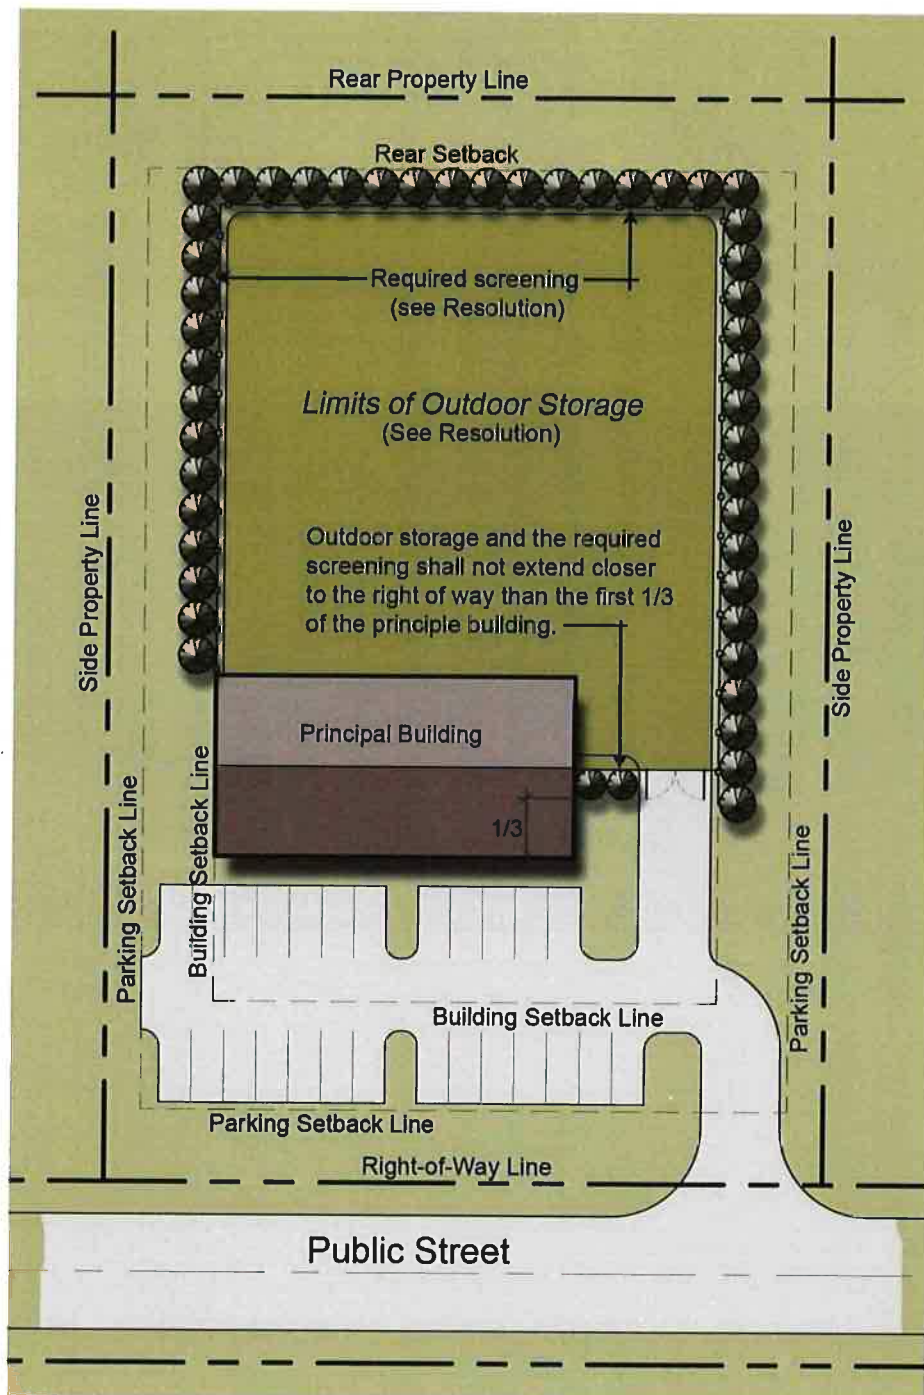 Rear Property Line
Rear Setback
Required screening
(see Resolution)
Limits of Outdoor Storage
(See Resolution)
Outdoor storage and the required
screening shall not extend closer
to the right of way than the first 1/3
of the principle building.
Side Property Line
Side Property Line
Principal Building
1/3
Parking Setback Line
Building Setback Line
Parking Setback Line
Building Setback Line
Parking Setback Line
Right-of-Way Line
Public Street